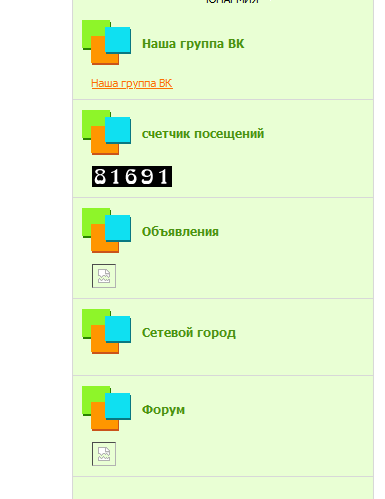 Наша группа ВК
Наша группа ВК
счетчик посещений
81691
Объявления
Сетевой город
Форум